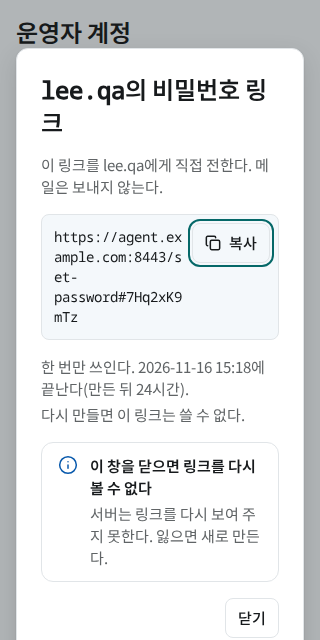 운영자 계정
lee.qa의 비밀번호 링
크
이 링크를 lee.qa에게 직접 전한다. 메
일은 보내지 않는다.
https://agent.ex
ample.com:8443/s
et-
password#7Hq2xK9
mTz
복사
한 번만 쓰인다. 2026-11-16 15:18에
끝난다(만든 뒤 24시간).
다시 만들면 이 링크는 쓸 수 없다.
이 창을 닫으면 링크를 다시
볼 수 없다
서버는 링크를 다시 보여 주
지 못한다. 잃으면 새로 만든
다.
닫기